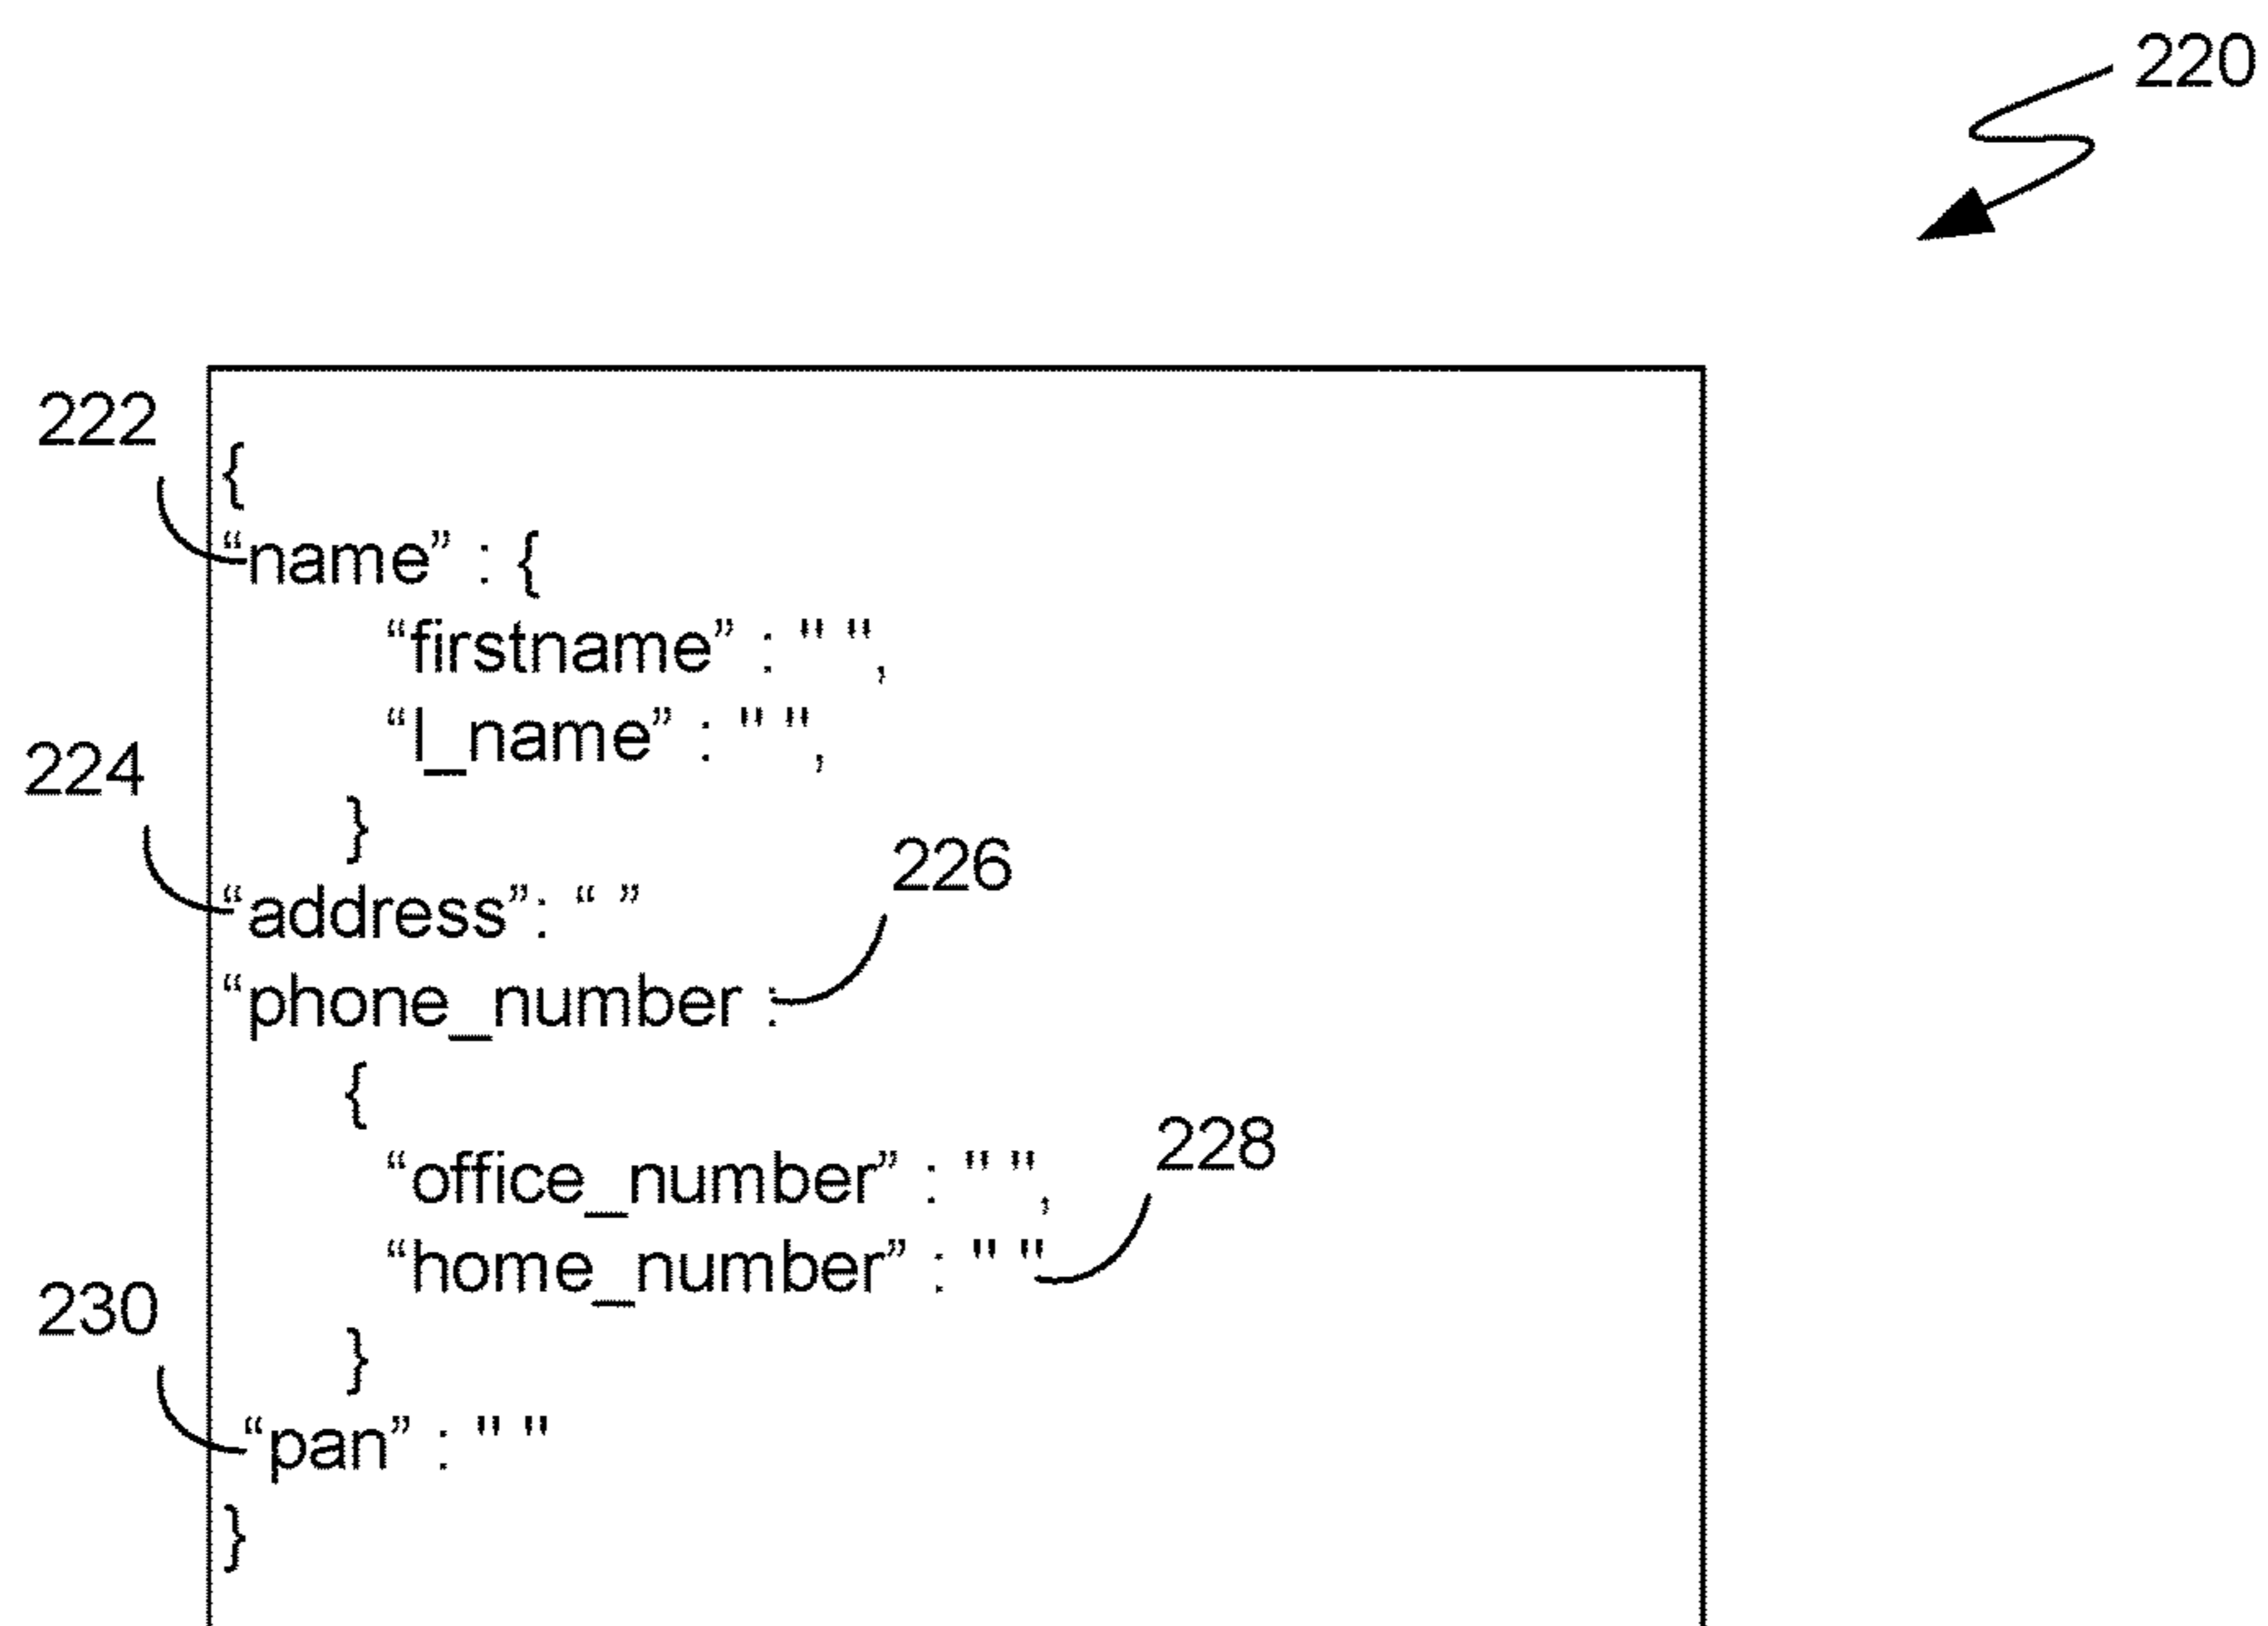 220
222
{
“name” : {
“firstname” : " ",
“l_name” : " ",
224
}
226
“address”: “ ”
“phone_number :
{
228
“office_number” : " ",
“home_number” : " "
230
}
“pan” : " "
}